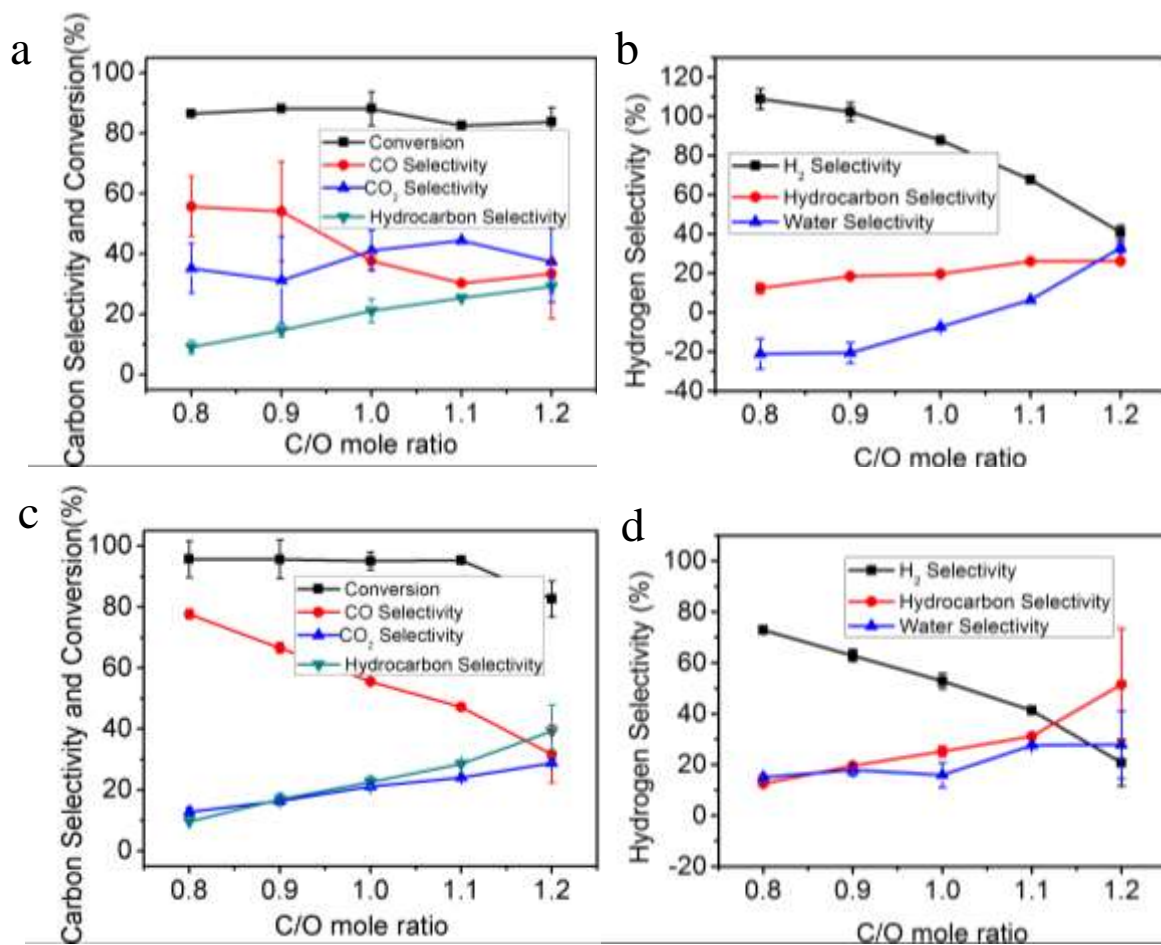 a
Carbon Selectivity and Conversion(%)
100
80
60
40
20
0
Conversion
CO Selectivity
CO₂ Selectivity
Hydrocarbon Selectivity
0.8 0.9 1.0 1.1 1.2
C/O mole ratio
b
Hydrogen Selectivity (%)
120
100
80
60
40
20
0
-20
-40
H₂ Selectivity
Hydrocarbon Selectivity
Water Selectivity
0.8 0.9 1.0 1.1 1.2
C/O mole ratio
c
Carbon Selectivity and Conversion(%)
100
80
60
40
20
0
Conversion
CO Selectivity
CO₂ Selectivity
Hydrocarbon Selectivity
0.8 0.9 1.0 1.1 1.2
C/O mole ratio
d
Hydrogen Selectivity (%)
100
80
60
40
20
0
-20
H₂ Selectivity
Hydrocarbon Selectivity
Water Selectivity
0.8 0.9 1.0 1.1 1.2
C/O mole ratio